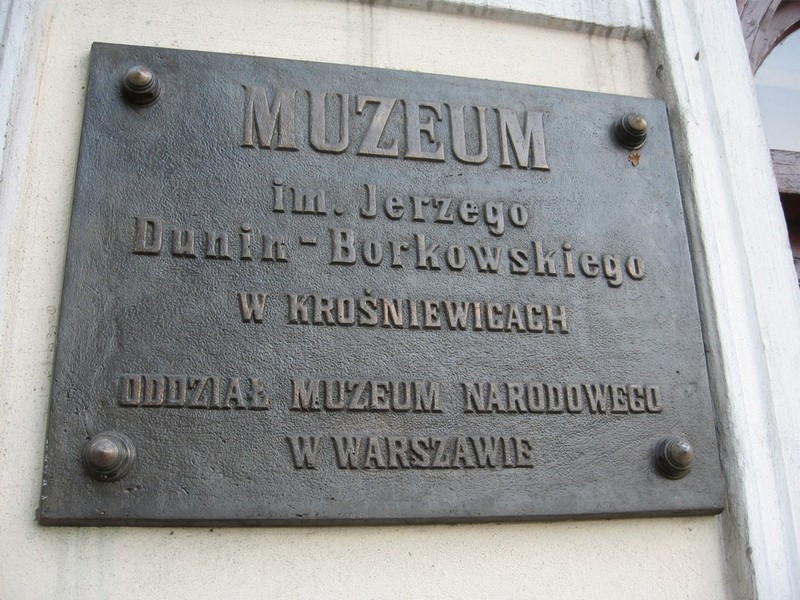 MUZEUM
im. Jerzego
Dunin-Borkowskiego
W KROŚNIEWICACH
ODDZIAŁ MUZEUM NARODOWEGO
W WARSZAWIE